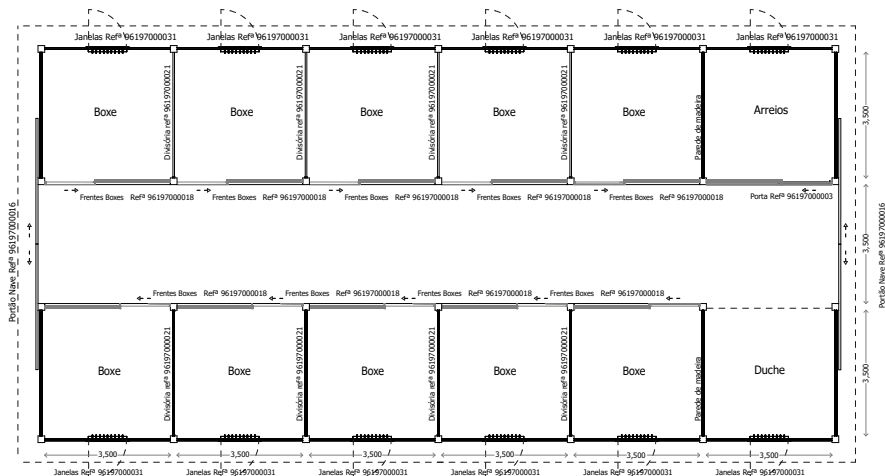 Janelas Refª 96197000031 Janelas Refª 96197000031 Janelas Refª 96197000031 Janelas Refª 96197000031 Janelas Refª 96197000031 Janelas Refª 96197000031
Boxe Boxe Boxe Boxe Boxe Arreios
Divisória refª 96197000021
Divisória refª 96197000021
Divisória refª 96197000021
Divisória refª 96197000021
Parede de madeira
3,500
Frentes Boxes Refª 96197000018 Frentes Boxes Refª 96197000018 Frentes Boxes Refª 96197000018 Frentes Boxes Refª 96197000018 Frentes Boxes Refª 96197000018 Porta Refª 96197000003
Portão Nave Refª 96197000016
3,500
Portão Nave Refª 96197000016
Frentes Boxes Refª 96197000018 Frentes Boxes Refª 96197000018 Frentes Boxes Refª 96197000018 Frentes Boxes Refª 96197000018
Boxe Boxe Boxe Boxe Boxe Duche
Divisória refª 96197000021
Divisória refª 96197000021
Divisória refª 96197000021
Divisória refª 96197000021
Parede de madeira
3,500
3,500 3,500 3,500 3,500 3,500 3,500
Janelas Refª 96197000031 Janelas Refª 96197000031 Janelas Refª 96197000031 Janelas Refª 96197000031 Janelas Refª 96197000031 Janelas Refª 96197000031